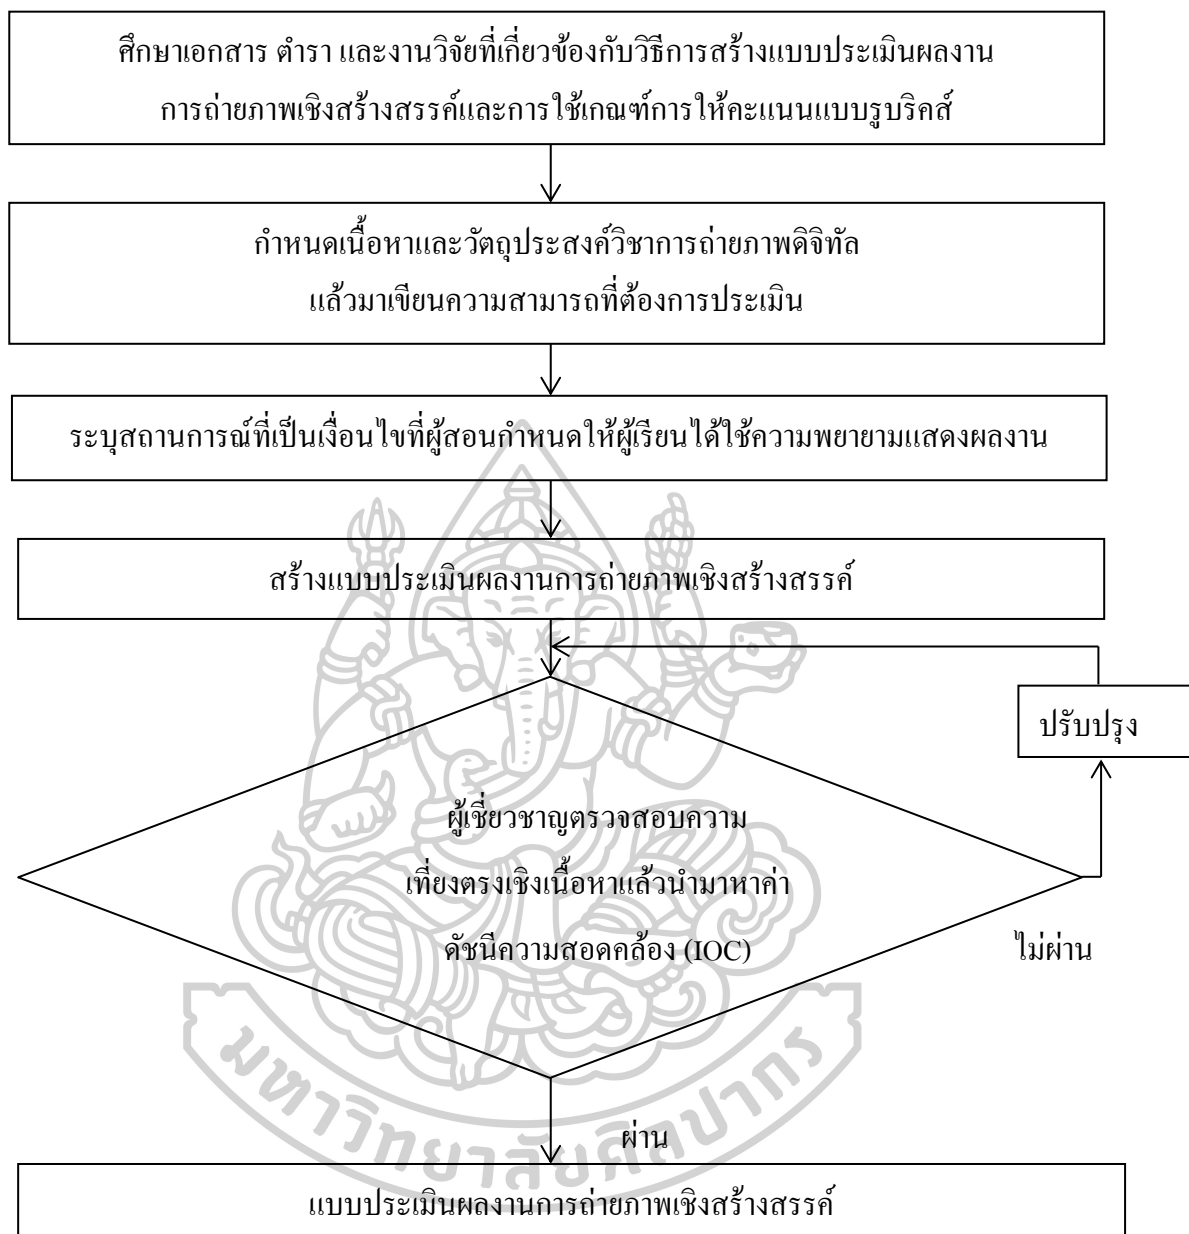 ศึกษาเอกสาร ตำรา และงานวิจัยที่เกี่ยวข้องกับวิธีการสร้างแบบประเมินผลงาน
การถ่ายภาพเชิงสร้างสรรค์และการใช้เกณฑ์การให้คะแนนแบบรูบริคส์
กำหนดเนื้อหาและวัตถุประสงค์วิชาการถ่ายภาพดิจิทัล
แล้วมาเขียนความสามารถที่ต้องการประเมิน
ระบุสถานการณ์ที่เป็นเงื่อนไขที่ผู้สอนกำหนดให้ผู้เรียนได้ใช้ความพยายามแสดงผลงาน
สร้างแบบประเมินผลงานการถ่ายภาพเชิงสร้างสรรค์
ปรับปรุง
ผู้เชี่ยวชาญตรวจสอบความ
เที่ยงตรงเชิงเนื้อหาแล้วนำมาหาค่า
ดัชนีความสอดคล้อง (IOC)
ไม่ผ่าน
มหาวิทยาลัยศิลปากร
ผ่าน
แบบประเมินผลงานการถ่ายภาพเชิงสร้างสรรค์